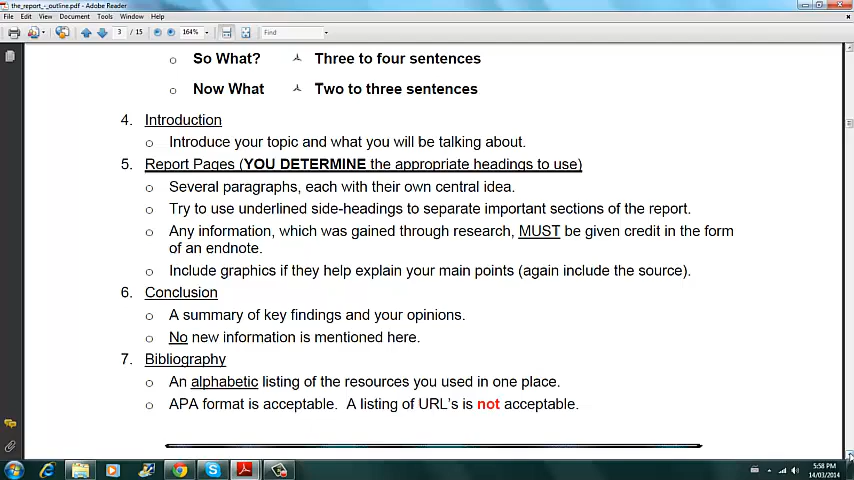 the_report_-_outline.pdf - Adobe Reader
File Edit View Document Tools Window Help
3 / 15 164% Find
o So What? Three to four sentences
o Now What Two to three sentences
4. Introduction
o Introduce your topic and what you will be talking about.
5. Report Pages (YOU DETERMINE the appropriate headings to use)
o Several paragraphs, each with their own central idea.
o Try to use underlined side-headings to separate important sections of the report.
o Any information, which was gained through research, MUST be given credit in the form
of an endnote.
o Include graphics if they help explain your main points (again include the source).
6. Conclusion
o A summary of key findings and your opinions.
o No new information is mentioned here.
7. Bibliography
o An alphabetic listing of the resources you used in one place.
o APA format is acceptable. A listing of URL's is not acceptable.
5:58 PM
14/03/2014